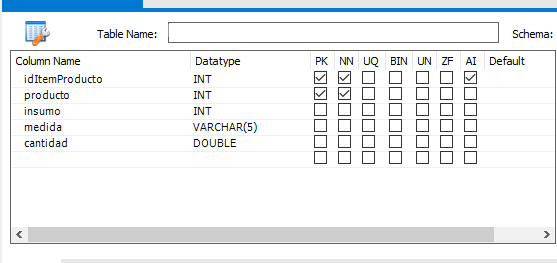 Table Name: Schema:
Column Name Datatype PK NN UQ BIN UN ZF AI Default
idItemProducto INT
producto INT
insumo INT
medida VARCHAR(5)
cantidad DOUBLE